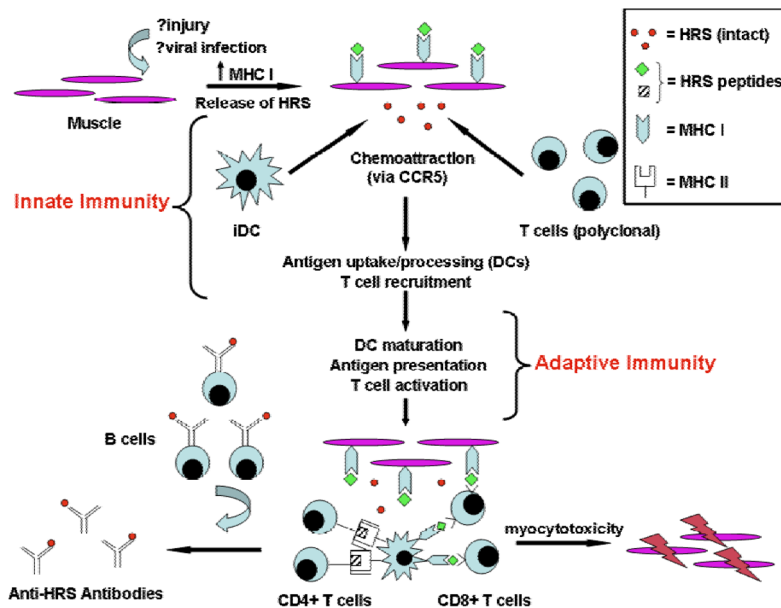 ?injury
?viral infection
↑ MHC I
Release of HRS
Muscle
= HRS (intact)
= HRS peptides
= MHC I
= MHC II
Innate Immunity
iDC
Chemoattraction
(via CCR5)
T cells (polyclonal)
Antigen uptake/processing (DCs)
T cell recruitment
DC maturation
Antigen presentation
T cell activation
Adaptive Immunity
B cells
myocytotoxicity
Anti-HRS Antibodies
CD4+ T cells
CD8+ T cells